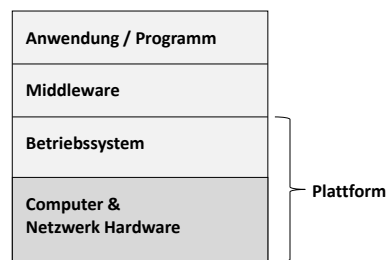 Anwendung / Programm
Middleware
Betriebssystem
Computer &
Netzwerk Hardware
Plattform